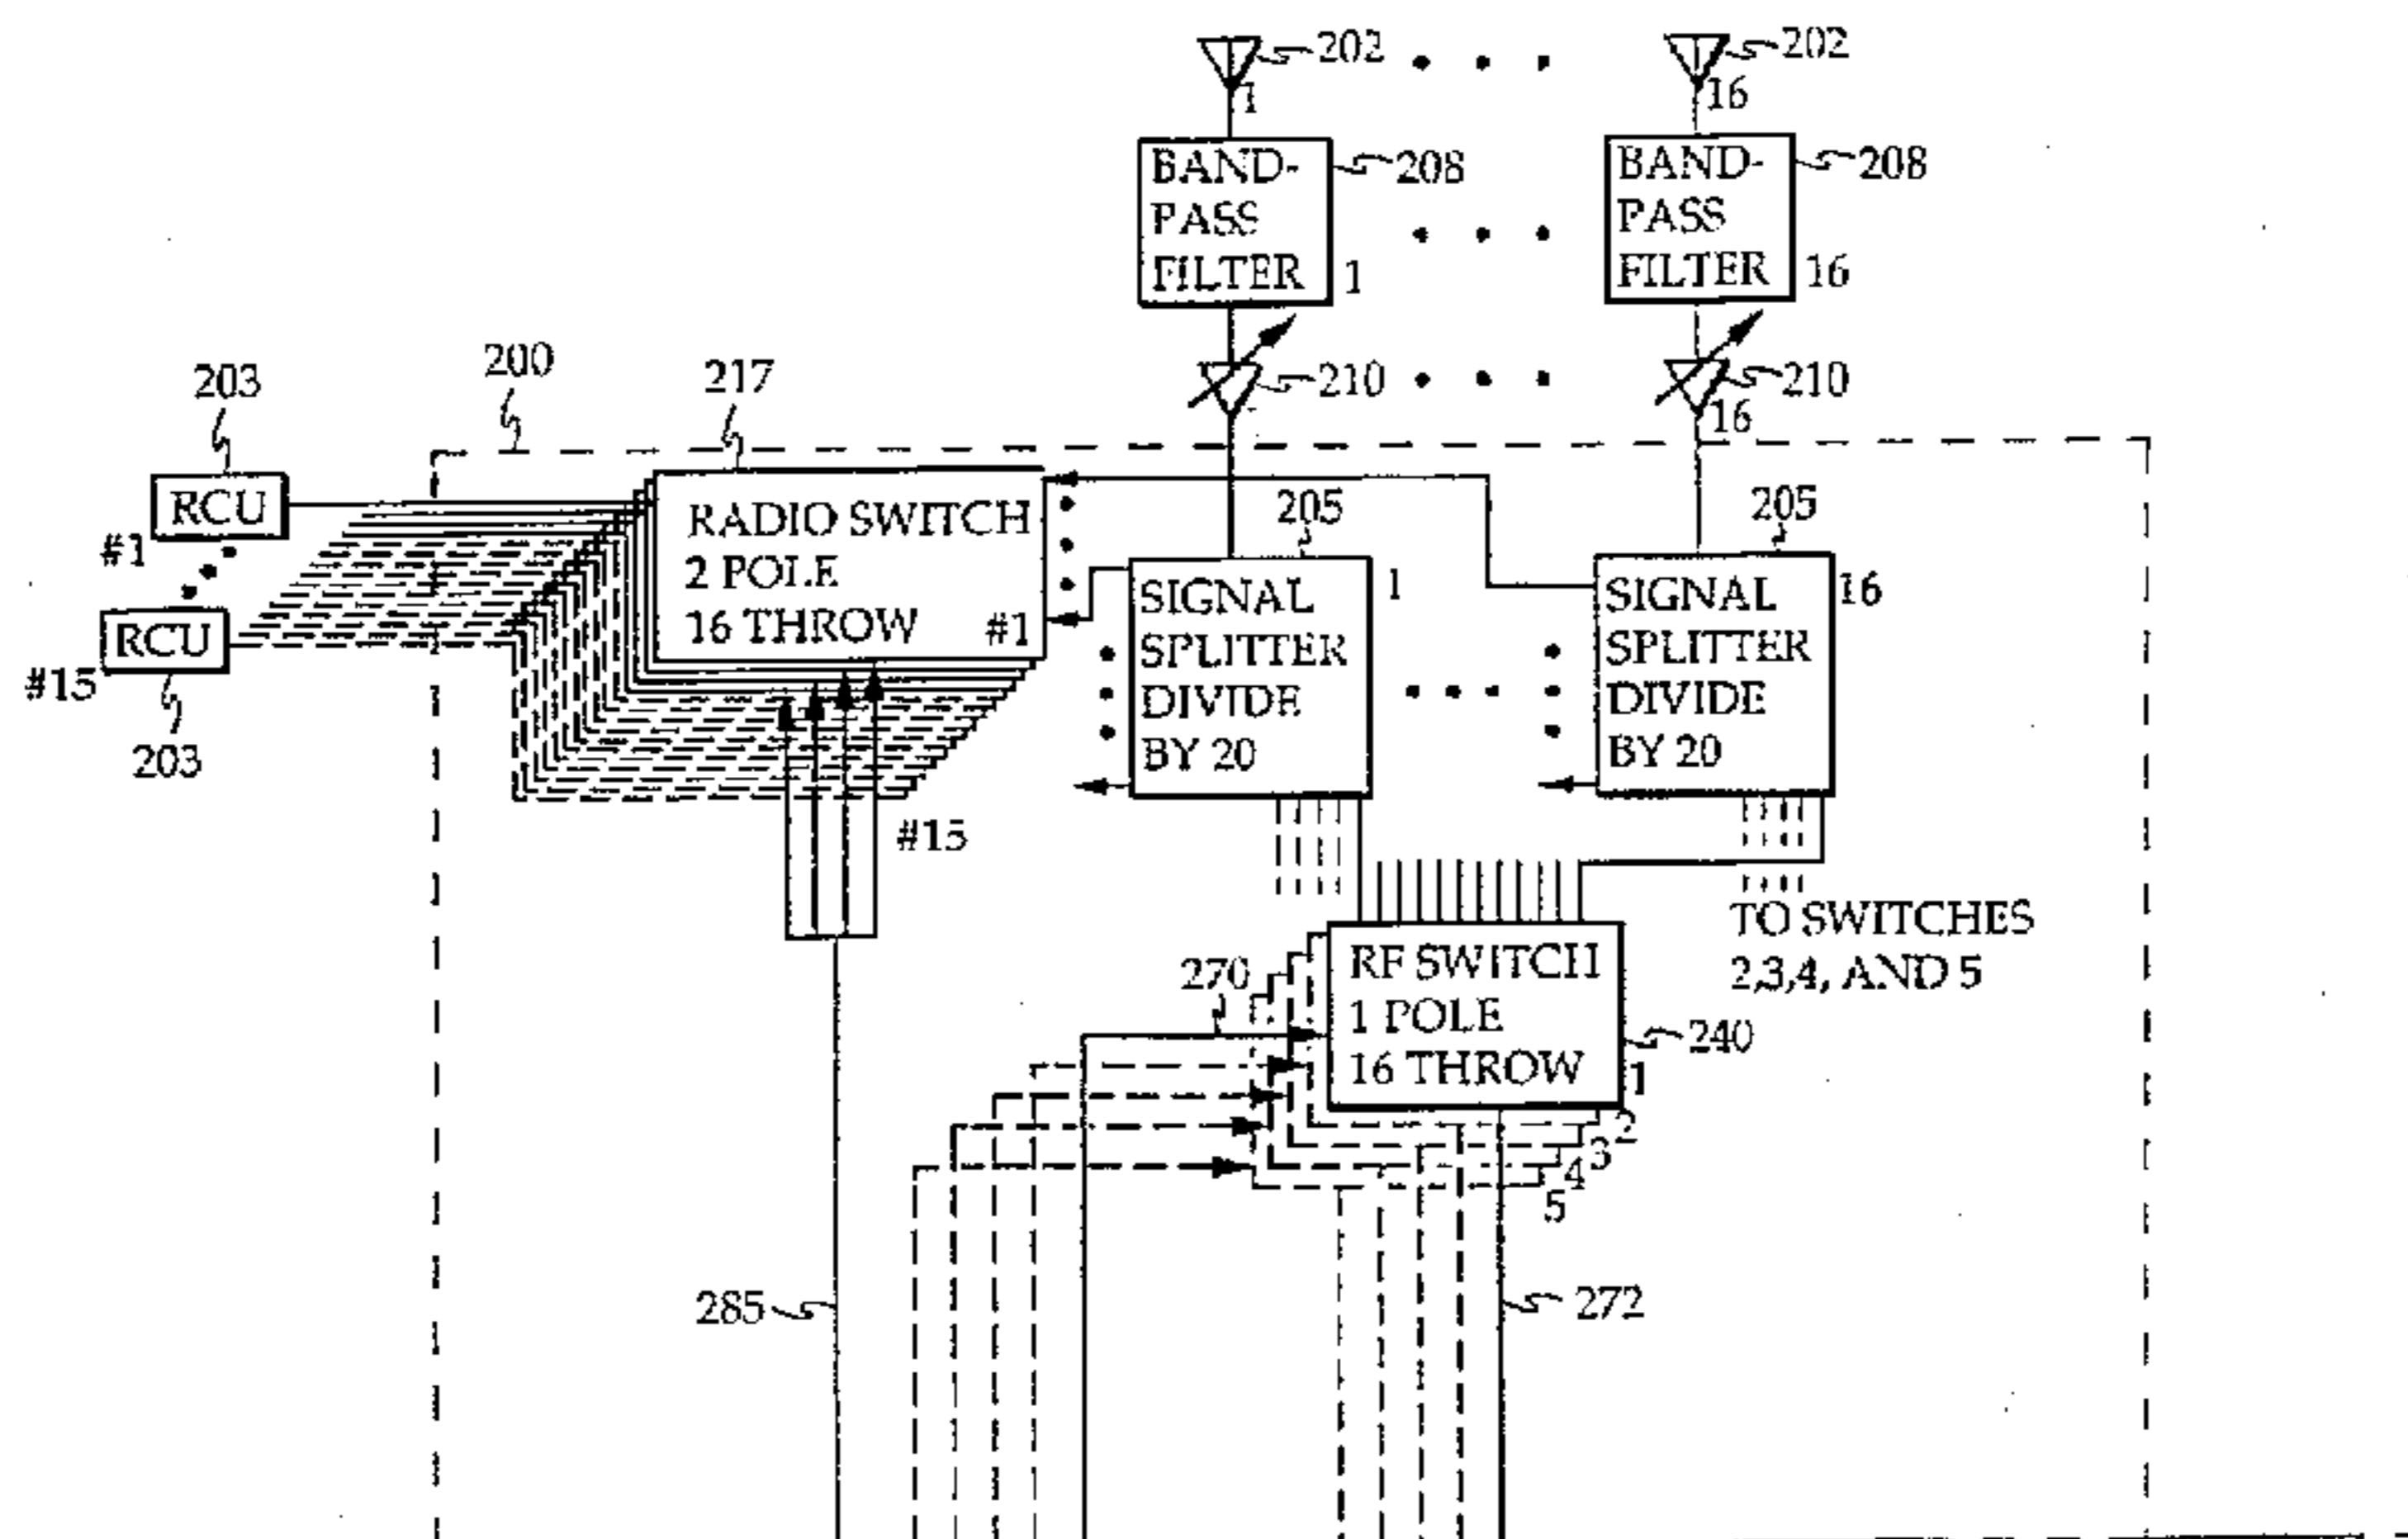 202
202
1
16
BAND-
PASS
FILTER
1
208
BAND-
PASS
FILTER
16
208
210
210
16
203
200
217
RCU
#1
RCU
#15
203
RADIO SWITCH
2 POLE
16 THROW
#1
#15
205
SIGNAL
SPLITTER
DIVIDE
BY 20
1
205
SIGNAL
SPLITTER
DIVIDE
BY 20
16
TO SWITCHES
2,3,4, AND 5
270
RF SWITCH
1 POLE
16 THROW
240
1
2
3
4
5
285
272